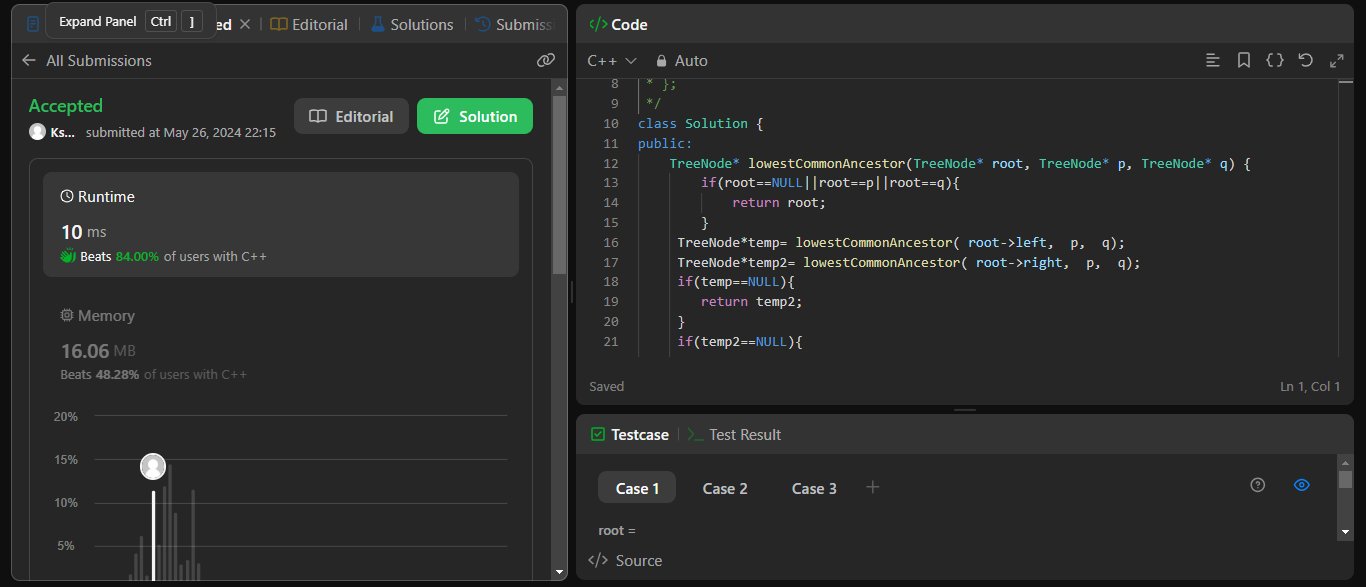 Expand Panel Ctrl ]
ed
Editorial
Solutions
Submiss
All Submissions
Accepted
Ks... submitted at May 26, 2024 22:15
Editorial
Solution
Runtime
10 ms
Beats 84.00% of users with C++
Memory
16.06 MB
Beats 48.28% of users with C++
20%
15%
10%
5%
</> Code
C++
Auto
8 * };
9 */
10 class Solution {
11 public:
12 TreeNode* lowestCommonAncestor(TreeNode* root, TreeNode* p, TreeNode* q) {
13 if(root==NULL||root==p||root==q){
14 return root;
15 }
16 TreeNode*temp= lowestCommonAncestor( root->left,  p,  q);
17 TreeNode*temp2= lowestCommonAncestor( root->right,  p,  q);
18 if(temp==NULL){
19 return temp2;
20 }
21 if(temp2==NULL){
Saved
Ln 1, Col 1
Testcase
Test Result
Case 1
Case 2
Case 3
root =
</> Source